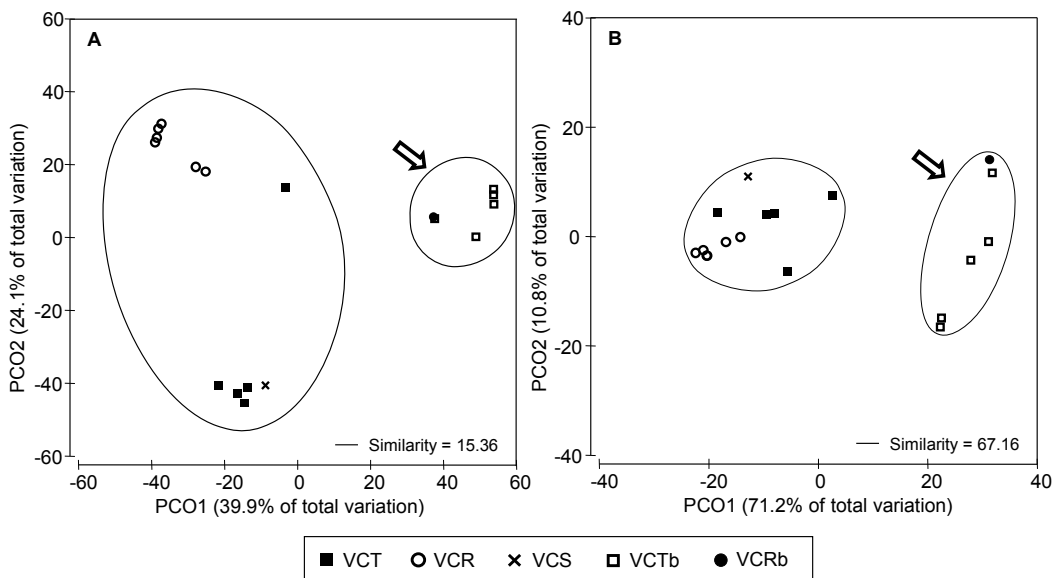 A
60
40
20
0
-20
-40
-60
PCO2 (24.1% of total variation)
-60 -40 -20 0 20 40 60
PCO1 (39.9% of total variation)
Similarity = 15.36
B
40
20
0
-20
-40
PCO2 (10.8% of total variation)
-40 -20 0 20 40
PCO1 (71.2% of total variation)
Similarity = 67.16
VCT VCR VCS VCTb VCRb